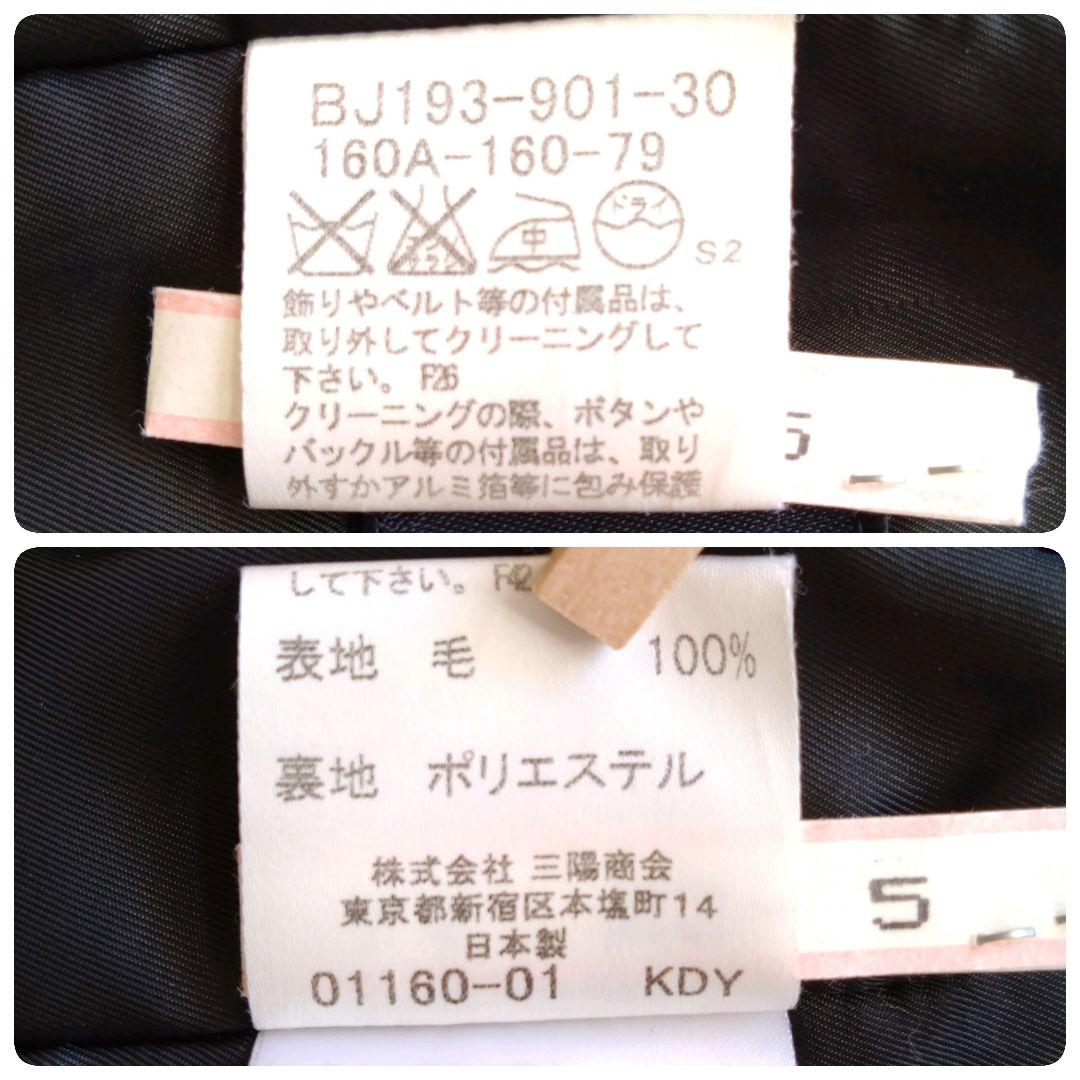 BJ193-901-30
160A-160-79
中
ドライ
S2
飾りやベルト等の付属品は、
取り外してクリーニングして
下さい。 F26
クリーニングの際、ボタンや
バックル等の付属品は、取り
外すかアルミ箔等に包み保護
5
して下さい。 F42
表地 毛 100%
裏地 ポリエステル
株式会社 三陽商会
東京都新宿区本塩町14
日本製
01160-01 KDY
5